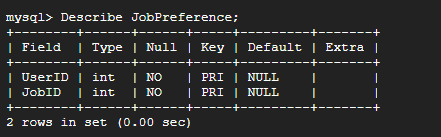 mysql> Describe JobPreference;
+--------+------+------+-----+---------+-------+
| Field  | Type | Null | Key | Default | Extra |
+--------+------+------+-----+---------+-------+
| UserID | int  | NO   | PRI | NULL    |       |
| JobID  | int  | NO   | PRI | NULL    |       |
+--------+------+------+-----+---------+-------+
2 rows in set (0.00 sec)